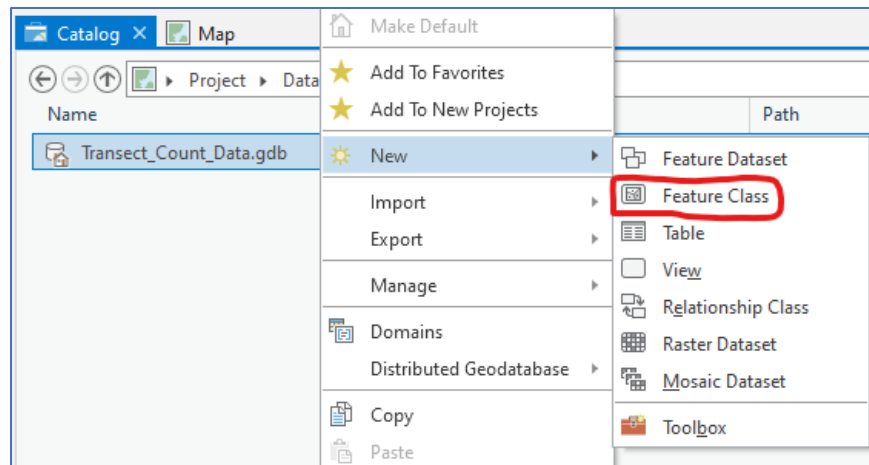 Catalog
Map
Project
Data
Name
Path
Transect_Count_Data.gdb
Make Default
Add To Favorites
Add To New Projects
New
Import
Export
Manage
Domains
Distributed Geodatabase
Copy
Paste
Feature Dataset
Feature Class
Table
View
Relationship Class
Raster Dataset
Mosaic Dataset
Toolbox